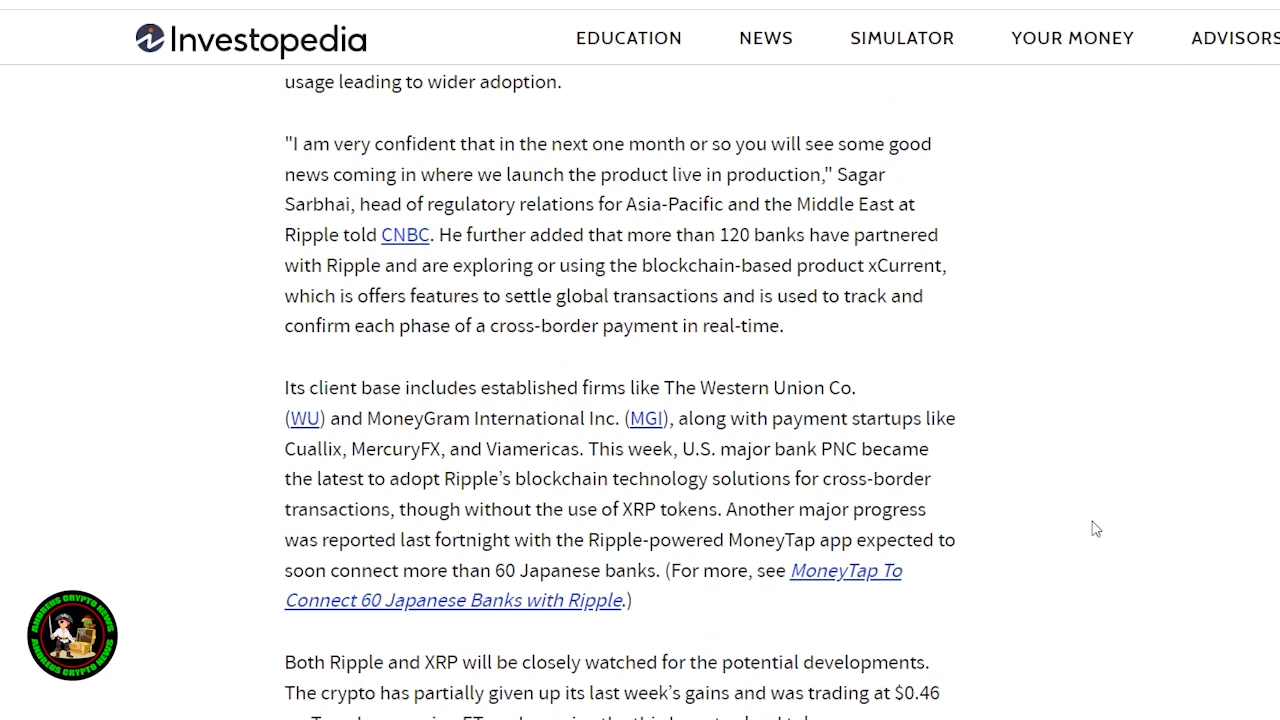 Investopedia
EDUCATION NEWS SIMULATOR YOUR MONEY ADVISORS
usage leading to wider adoption.
"I am very confident that in the next one month or so you will see some good
news coming in where we launch the product live in production," Sagar
Sarbhai, head of regulatory relations for Asia-Pacific and the Middle East at
Ripple told CNBC. He further added that more than 120 banks have partnered
with Ripple and are exploring or using the blockchain-based product xCurrent,
which is offers features to settle global transactions and is used to track and
confirm each phase of a cross-border payment in real-time.
Its client base includes established firms like The Western Union Co.
(WU) and MoneyGram International Inc. (MGI), along with payment startups like
Cuallix, MercuryFX, and Viamericas. This week, U.S. major bank PNC became
the latest to adopt Ripple’s blockchain technology solutions for cross-border
transactions, though without the use of XRP tokens. Another major progress
was reported last fortnight with the Ripple-powered MoneyTap app expected to
soon connect more than 60 Japanese banks. (For more, see MoneyTap To
Connect 60 Japanese Banks with Ripple.)
ANDREUS CRYPTO NEWS
ANDREUS CRYPTO NEWS
Both Ripple and XRP will be closely watched for the potential developments.
The crypto has partially given up its last week’s gains and was trading at $0.46